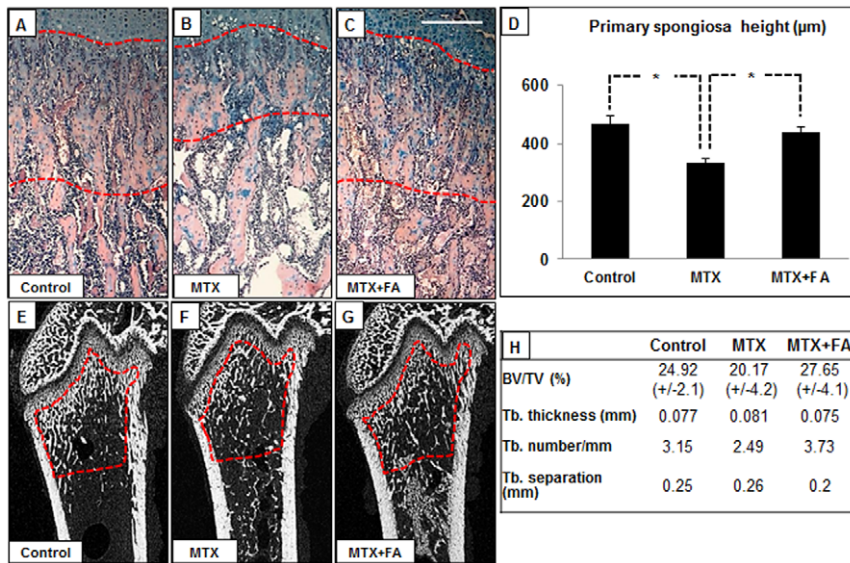 A
Control
B
MTX
C
MTX+FA
D
Primary spongiosa height (µm)
600
400
200
0
*
*
Control MTX MTX+FA
E
Control
F
MTX
G
MTX+FA
H
Control MTX MTX+FA
BV/TV (%) 24.92 20.17 27.65
(+/-2.1) (+/-4.2) (+/-4.1)
Tb. thickness (mm) 0.077 0.081 0.075
Tb. number/mm 3.15 2.49 3.73
Tb. separation
(mm) 0.25 0.26 0.2